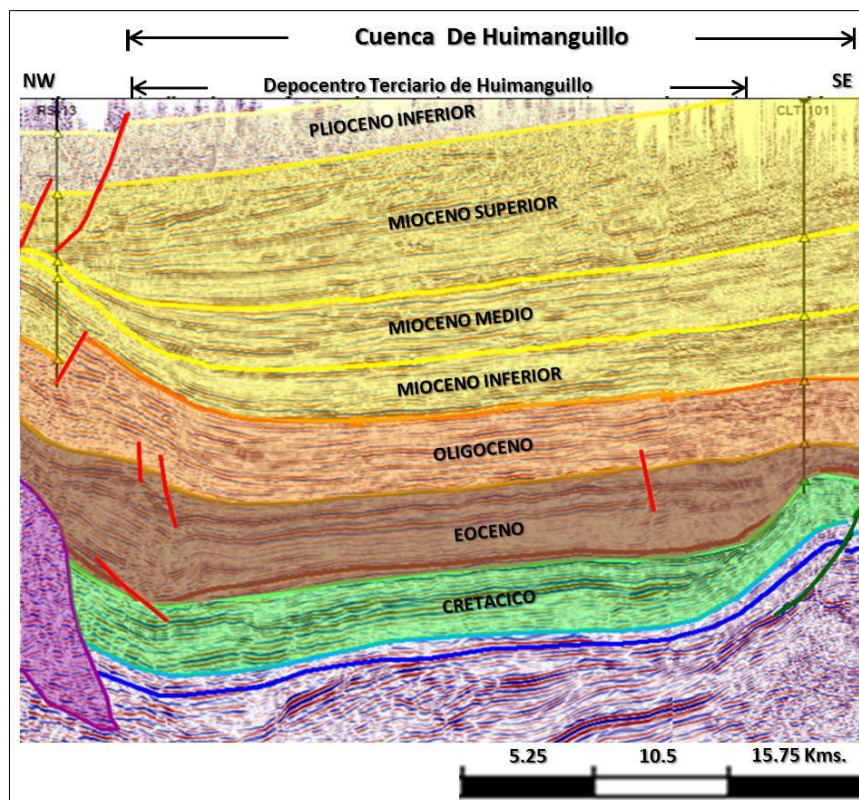 Cuenca De Huimanguillo
NW
Depocentro Terciario de Huimanguillo
SE
CLT-101
PLIOCENO INFERIOR
MIOCENO SUPERIOR
MIOCENO MEDIO
MIOCENO INFERIOR
OLIGOCENO
EOCENO
CRETACICO
5.25 10.5 15.75 Kms.